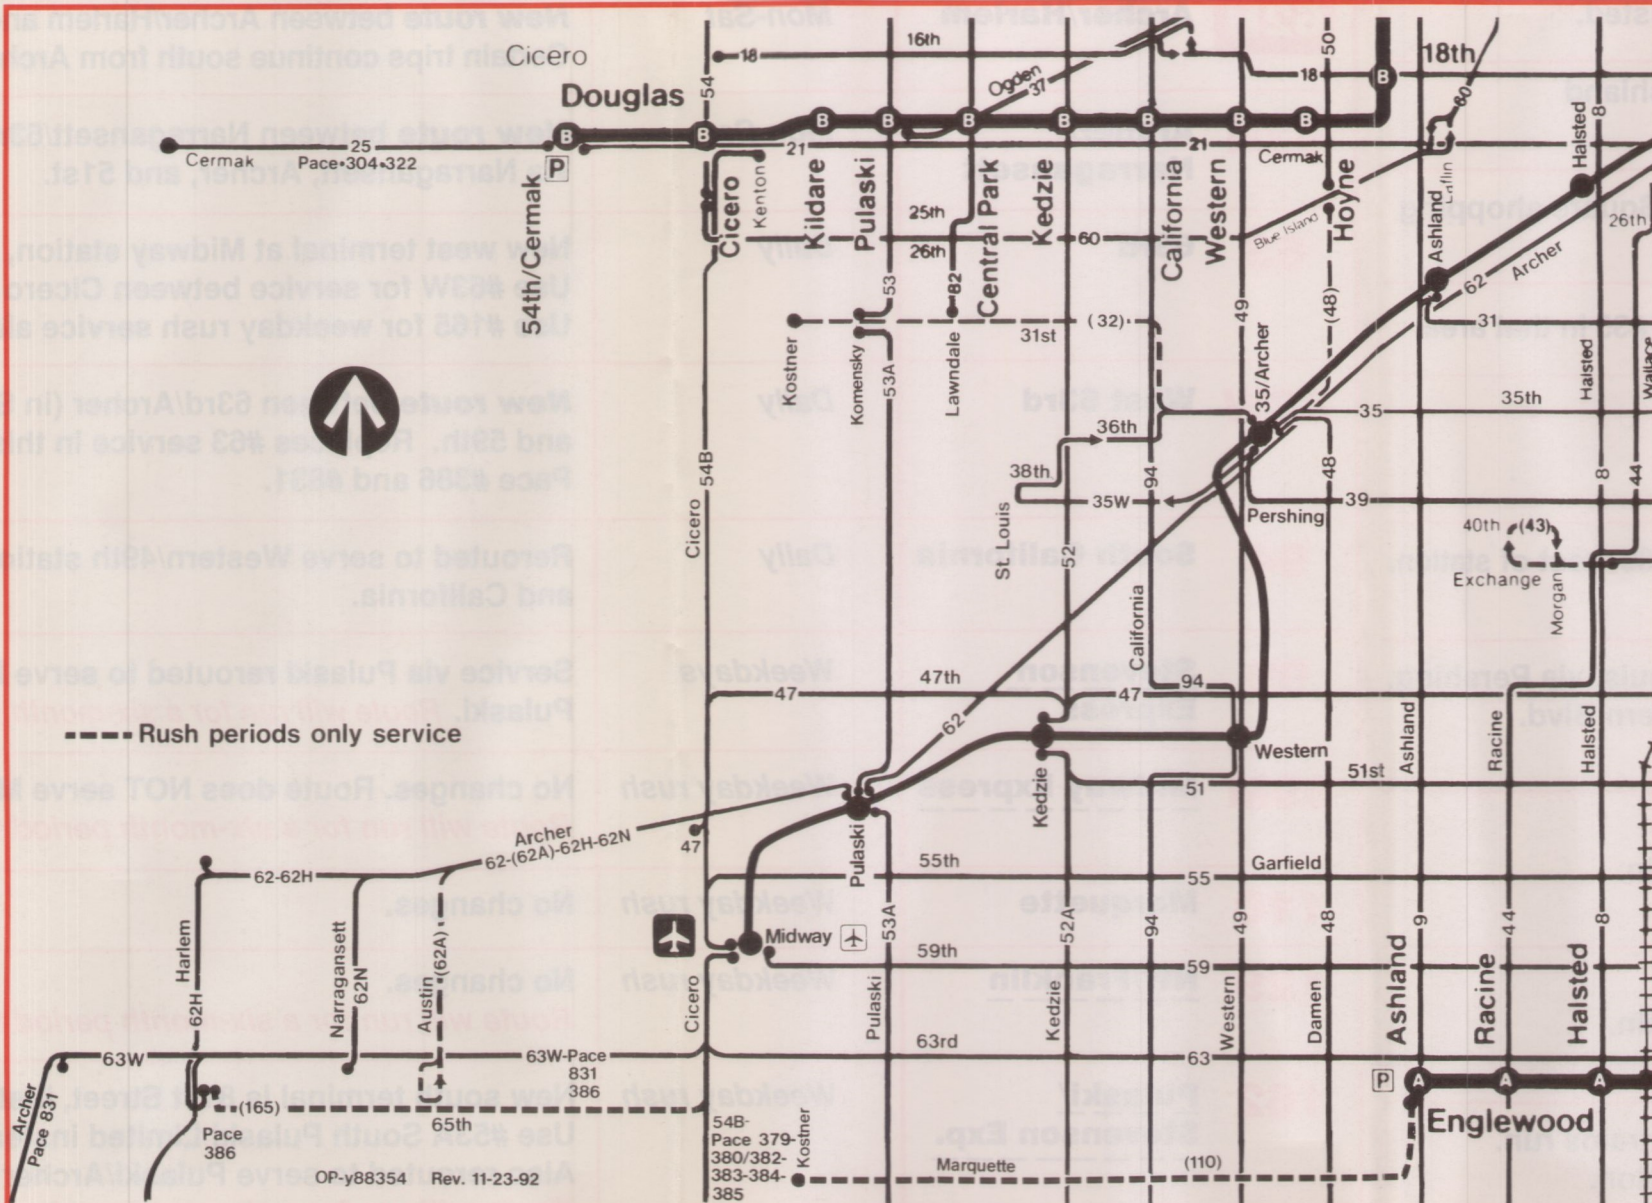 Cicero
54
18
16th
50
18th
Ogden
37
18
60
Halsted
8
Douglas
B
B
B
B
B
B
B
B
B
Cermak
25
Pace•304•322
P
21
21
Cermak
54th/Cermak
Cicero
Kenton
Kildare
Pulaski
25th
26th
Central Park
Kedzie
60
California
Western
Blue Island
Hoyne
Ashland
26th
62
Archer
53
82
49
(48)
Kostner
Komensky
53A
Lawndale
31st
(32)
35/Archer
31
Halsted
Wallace
35
35th
36th
38th
35W
54B
94
48
8
44
39
Pershing
Cicero
St Louis
52
40th
(43)
Exchange
Morgan
California
47
47th
94
47
Ashland
Racine
Halsted
62
Rush periods only service
Western
51st
Kedzie
51
Archer
62-(62A)-62H-62N
47
Pulaski
55th
Garfield
55
62-62H
Harlem
Narragansett
62N
Austin
(62A)
Midway
53A
52A
94
49
48
9
44
8
59th
59
Cicero
Pulaski
Kedzie
Western
Damen
Ashland
Racine
Halsted
62H
63W
63W-Pace
831
386
63rd
63
P
A
A
A
Englewood
Archer
Pace 831
(165)
65th
Pace
386
54B-
Pace 379-
380/382-
383-384-
385
Kostner
Marquette
(110)
OP-y88354
Rev. 11-23-92